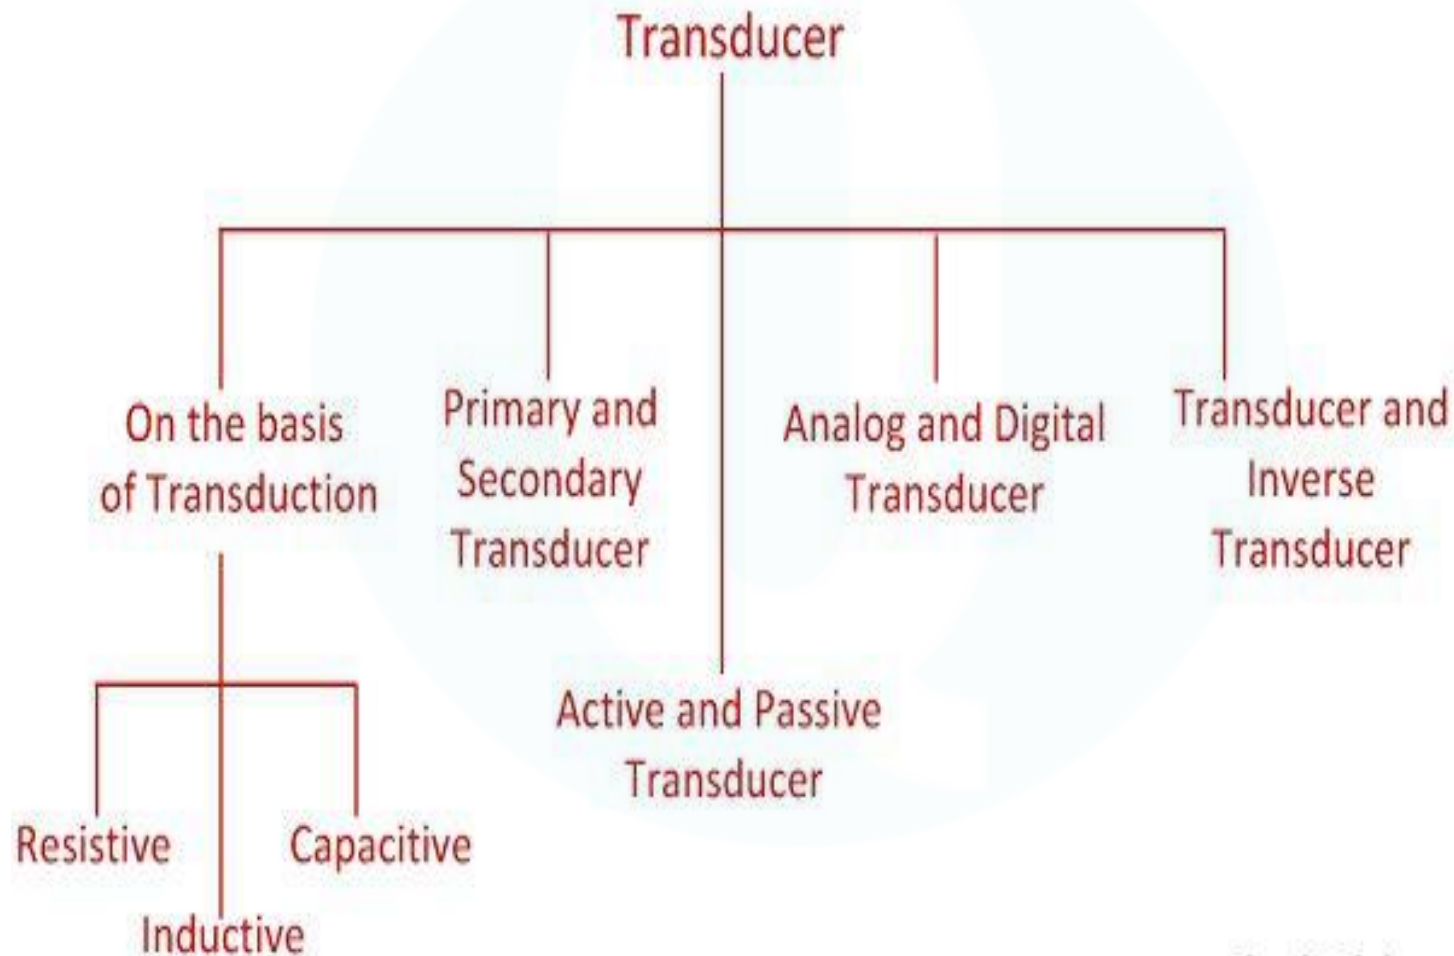 Transducer
On the basis
of Transduction
Primary and
Secondary
Transducer
Analog and Digital
Transducer
Transducer and
Inverse
Transducer
Active and Passive
Transducer
Resistive
Capacitive
Inductive